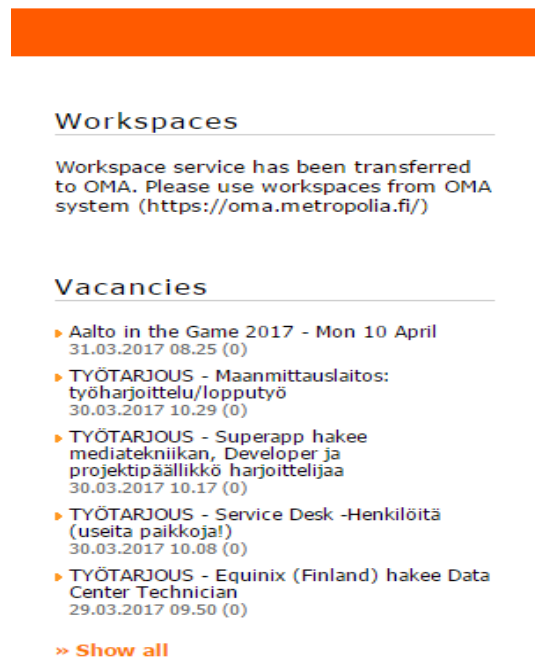 Workspaces
Workspace service has been transferred
to OMA. Please use workspaces from OMA
system (https://oma.metropolia.fi/)
Vacancies
Aalto in the Game 2017 - Mon 10 April
31.03.2017 08.25 (0)
TYÖTARJOUS - Maanmittauslaitos:
työharjoittelu/lopputyö
30.03.2017 10.29 (0)
TYÖTARJOUS - Superapp hakee
mediatekniikan, Developer ja
projektipäällikkö harjoittelijaa
30.03.2017 10.17 (0)
TYÖTARJOUS - Service Desk -Henkilöitä
(useita paikkoja!)
30.03.2017 10.08 (0)
TYÖTARJOUS - Equinix (Finland) hakee Data
Center Technician
29.03.2017 09.50 (0)
» Show all